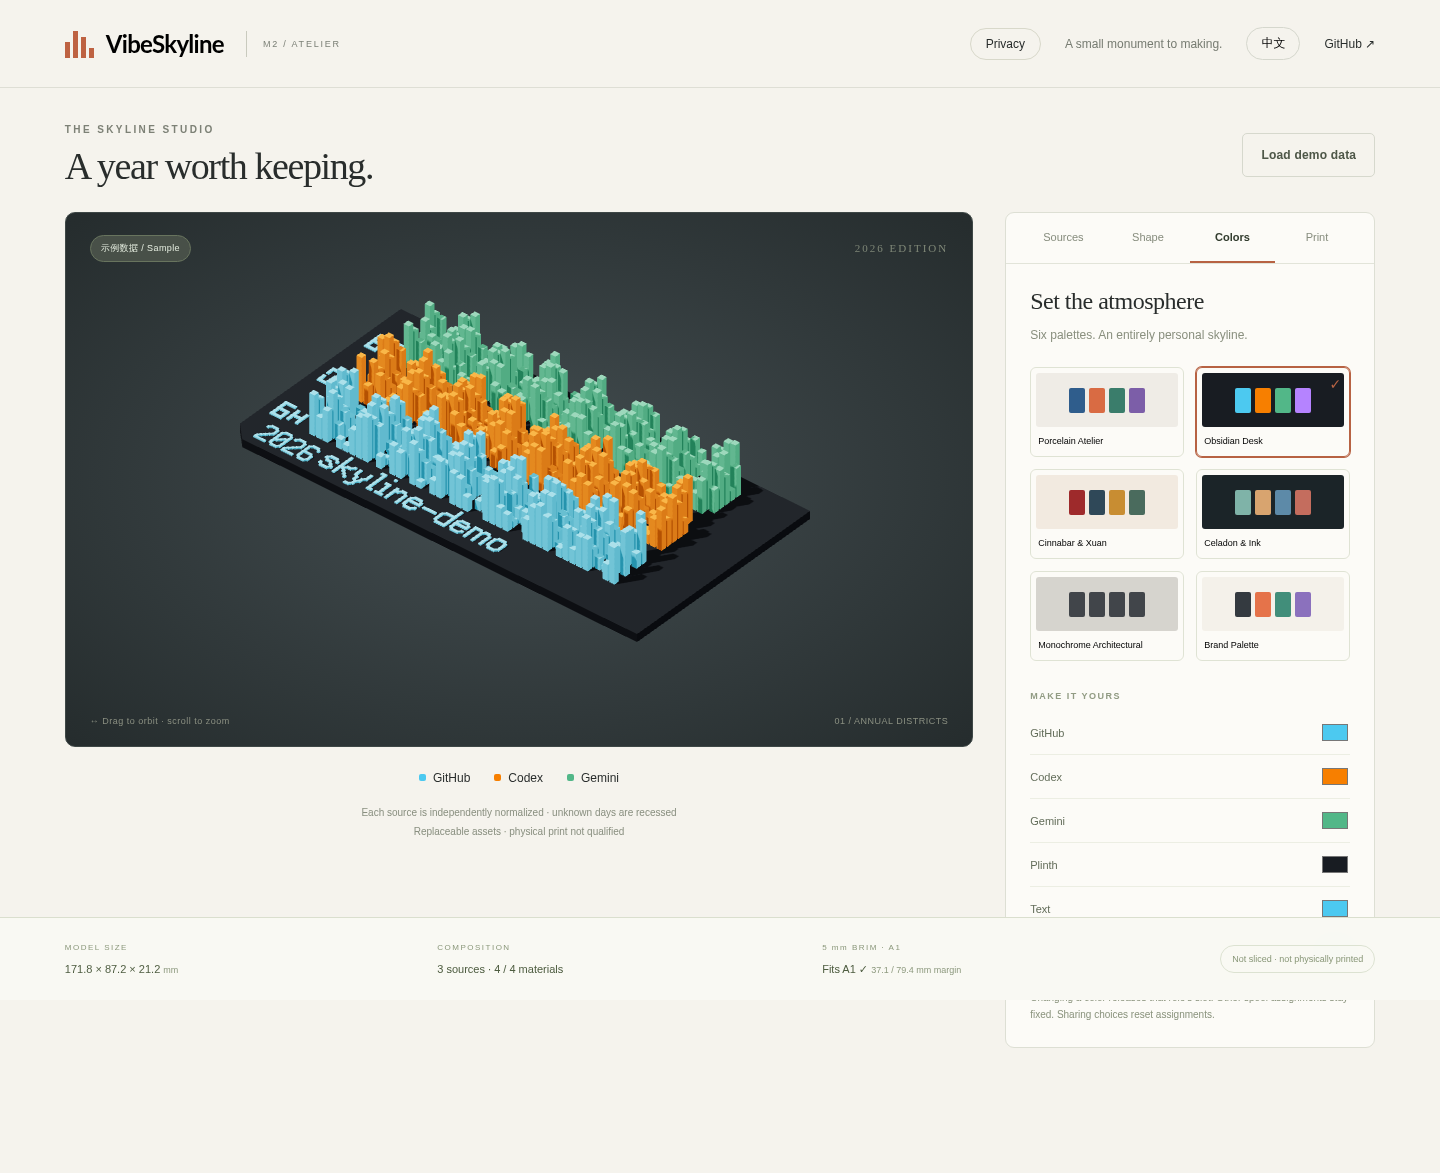 VibeSkyline
M2 / ATELIER
Privacy
A small monument to making.
中文
GitHub ↗
THE SKYLINE STUDIO
A year worth keeping.
Load demo data
示例数据 / Sample
2026 EDITION
GH
2026 skyline-demo
↔ Drag to orbit · scroll to zoom
01 / ANNUAL DISTRICTS
GitHub
Codex
Gemini
Each source is independently normalized · unknown days are recessed
Replaceable assets · physical print not qualified
Sources
Shape
Colors
Print
Set the atmosphere
Six palettes. An entirely personal skyline.
✓
Porcelain Atelier
Obsidian Desk
Cinnabar & Xuan
Celadon & Ink
Monochrome Architectural
Brand Palette
MAKE IT YOURS
GitHub
Codex
Gemini
Plinth
Text
fixed. Sharing choices reset assignments.
MODEL SIZE
171.8 × 87.2 × 21.2 mm
COMPOSITION
3 sources · 4 / 4 materials
5 mm BRIM · A1
Fits A1 ✓ 37.1 / 79.4 mm margin
Not sliced · not physically printed